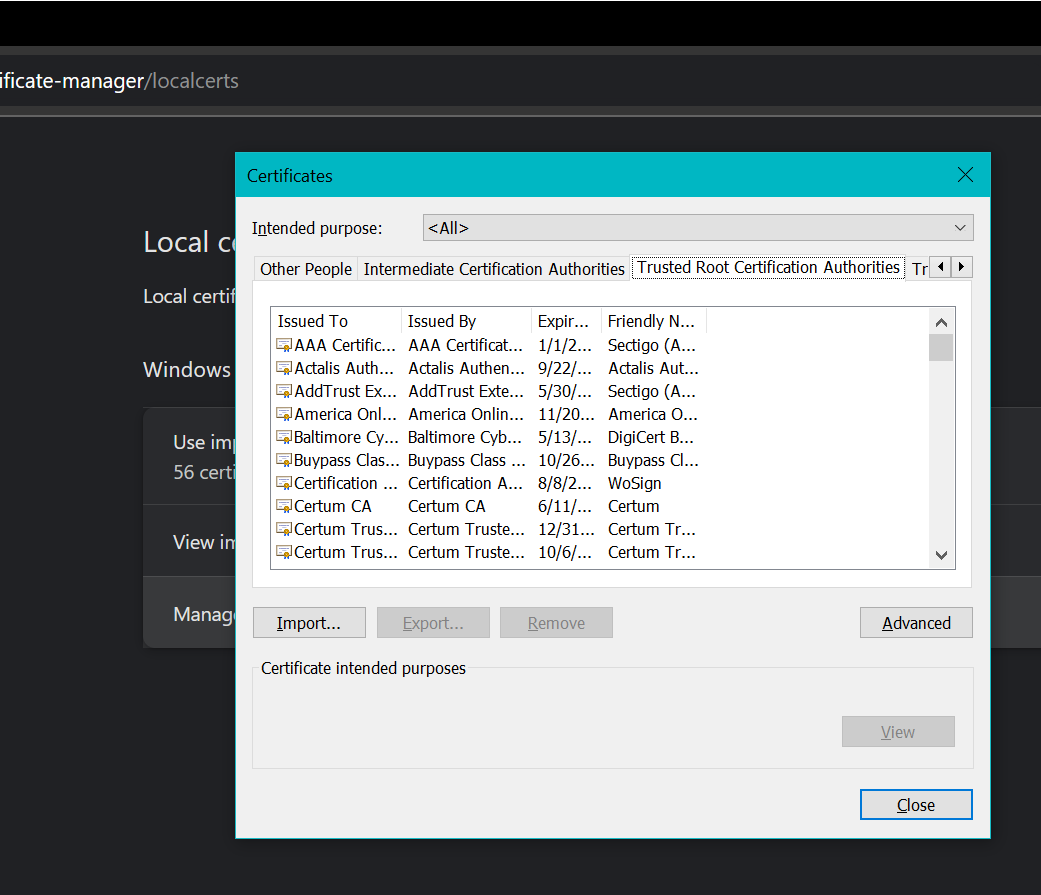 ificate-manager/localcerts
Certificates
Local c
Local certif
Windows
Use imp
56 certi
View im
Manag
Intended purpose: <All>
Other People Intermediate Certification Authorities Trusted Root Certification Authorities Tr
Issued To Issued By Expir... Friendly N...
AAA Certific... AAA Certificat... 1/1/2... Sectigo (A...
Actalis Auth... Actalis Authen... 9/22/... Actalis Aut...
AddTrust Ex... AddTrust Exte... 5/30/... Sectigo (A...
America Onl... America Onlin... 11/20... America O...
Baltimore Cy... Baltimore Cyb... 5/13/... DigiCert B...
Buypass Clas... Buypass Class ... 10/26... Buypass Cl...
Certification ... Certification A... 8/8/2... WoSign
Certum CA Certum CA 6/11/... Certum
Certum Trus... Certum Truste... 12/31... Certum Tr...
Certum Trus... Certum Truste... 10/6/... Certum Tr...
Import... Export... Remove Advanced
Certificate intended purposes
View
Close